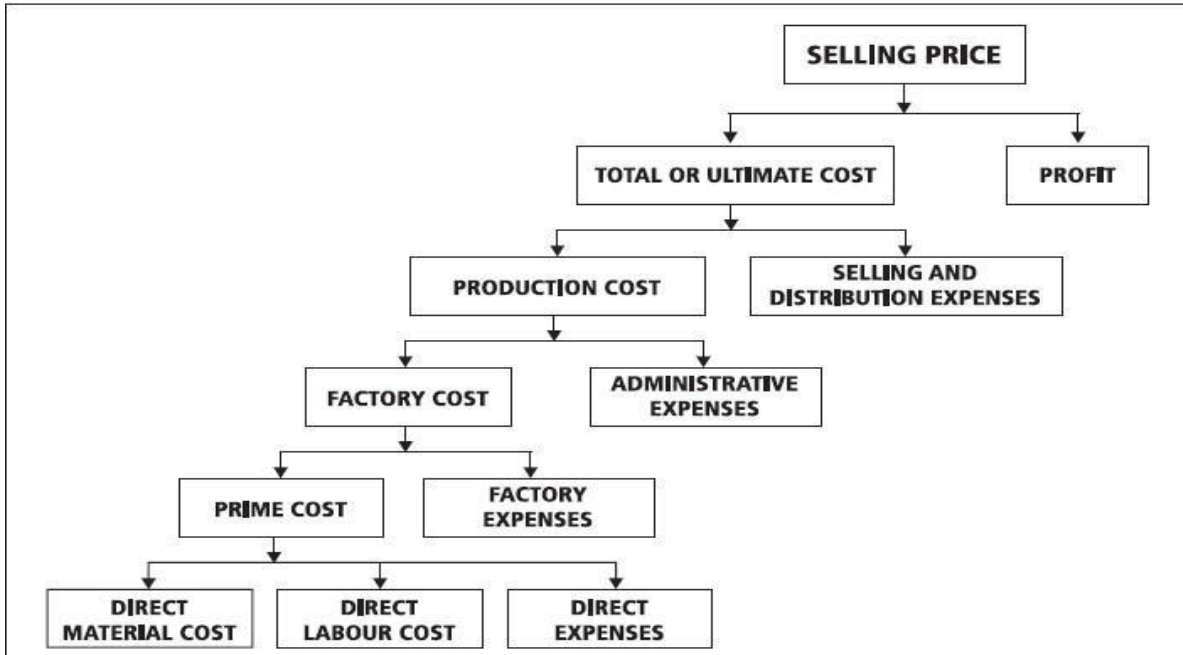 SELLING PRICE
TOTAL OR ULTIMATE COST
PROFIT
PRODUCTION COST
SELLING AND
DISTRIBUTION EXPENSES
FACTORY COST
ADMINISTRATIVE
EXPENSES
PRIME COST
FACTORY
EXPENSES
DIRECT
MATERIAL COST
DIRECT
LABOUR COST
DIRECT
EXPENSES